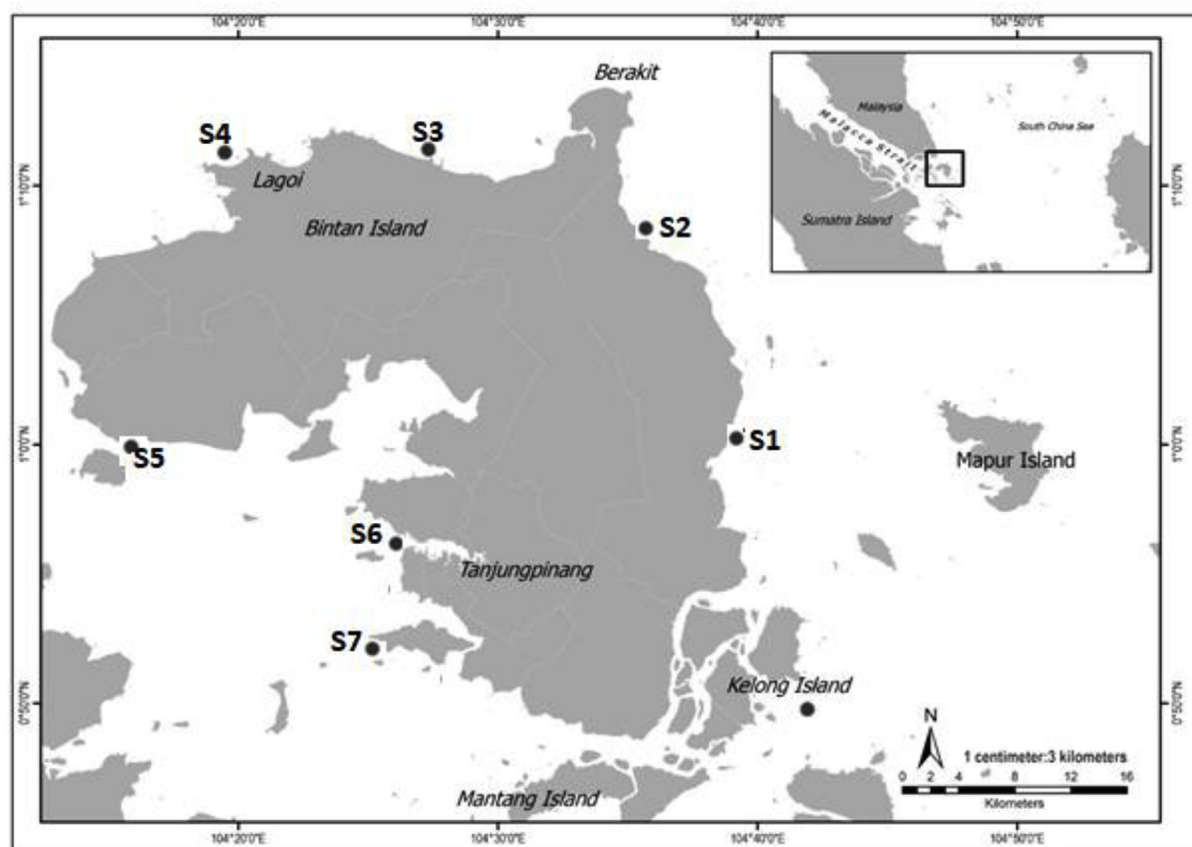 104°20'0"E
104°30'0"E
104°40'0"E
104°50'0"E
Berakit
Malaysia
Malacca Strait
South China See
Sumatra Island
S4
S3
Lagoi
1°10'0"N
1°10'0"N
Bintan Island
S2
S1
1°0'0"N
1°0'0"N
S5
Mapur Island
S6
Tanjungpinang
S7
Kelong Island
0°50'0"N
0°50'0"N
N
1 centimeter:3 kilometers
0 2 4 8 12 16
Kilometers
Mantang Island
104°20'0"E
104°30'0"E
104°40'0"E
104°50'0"E